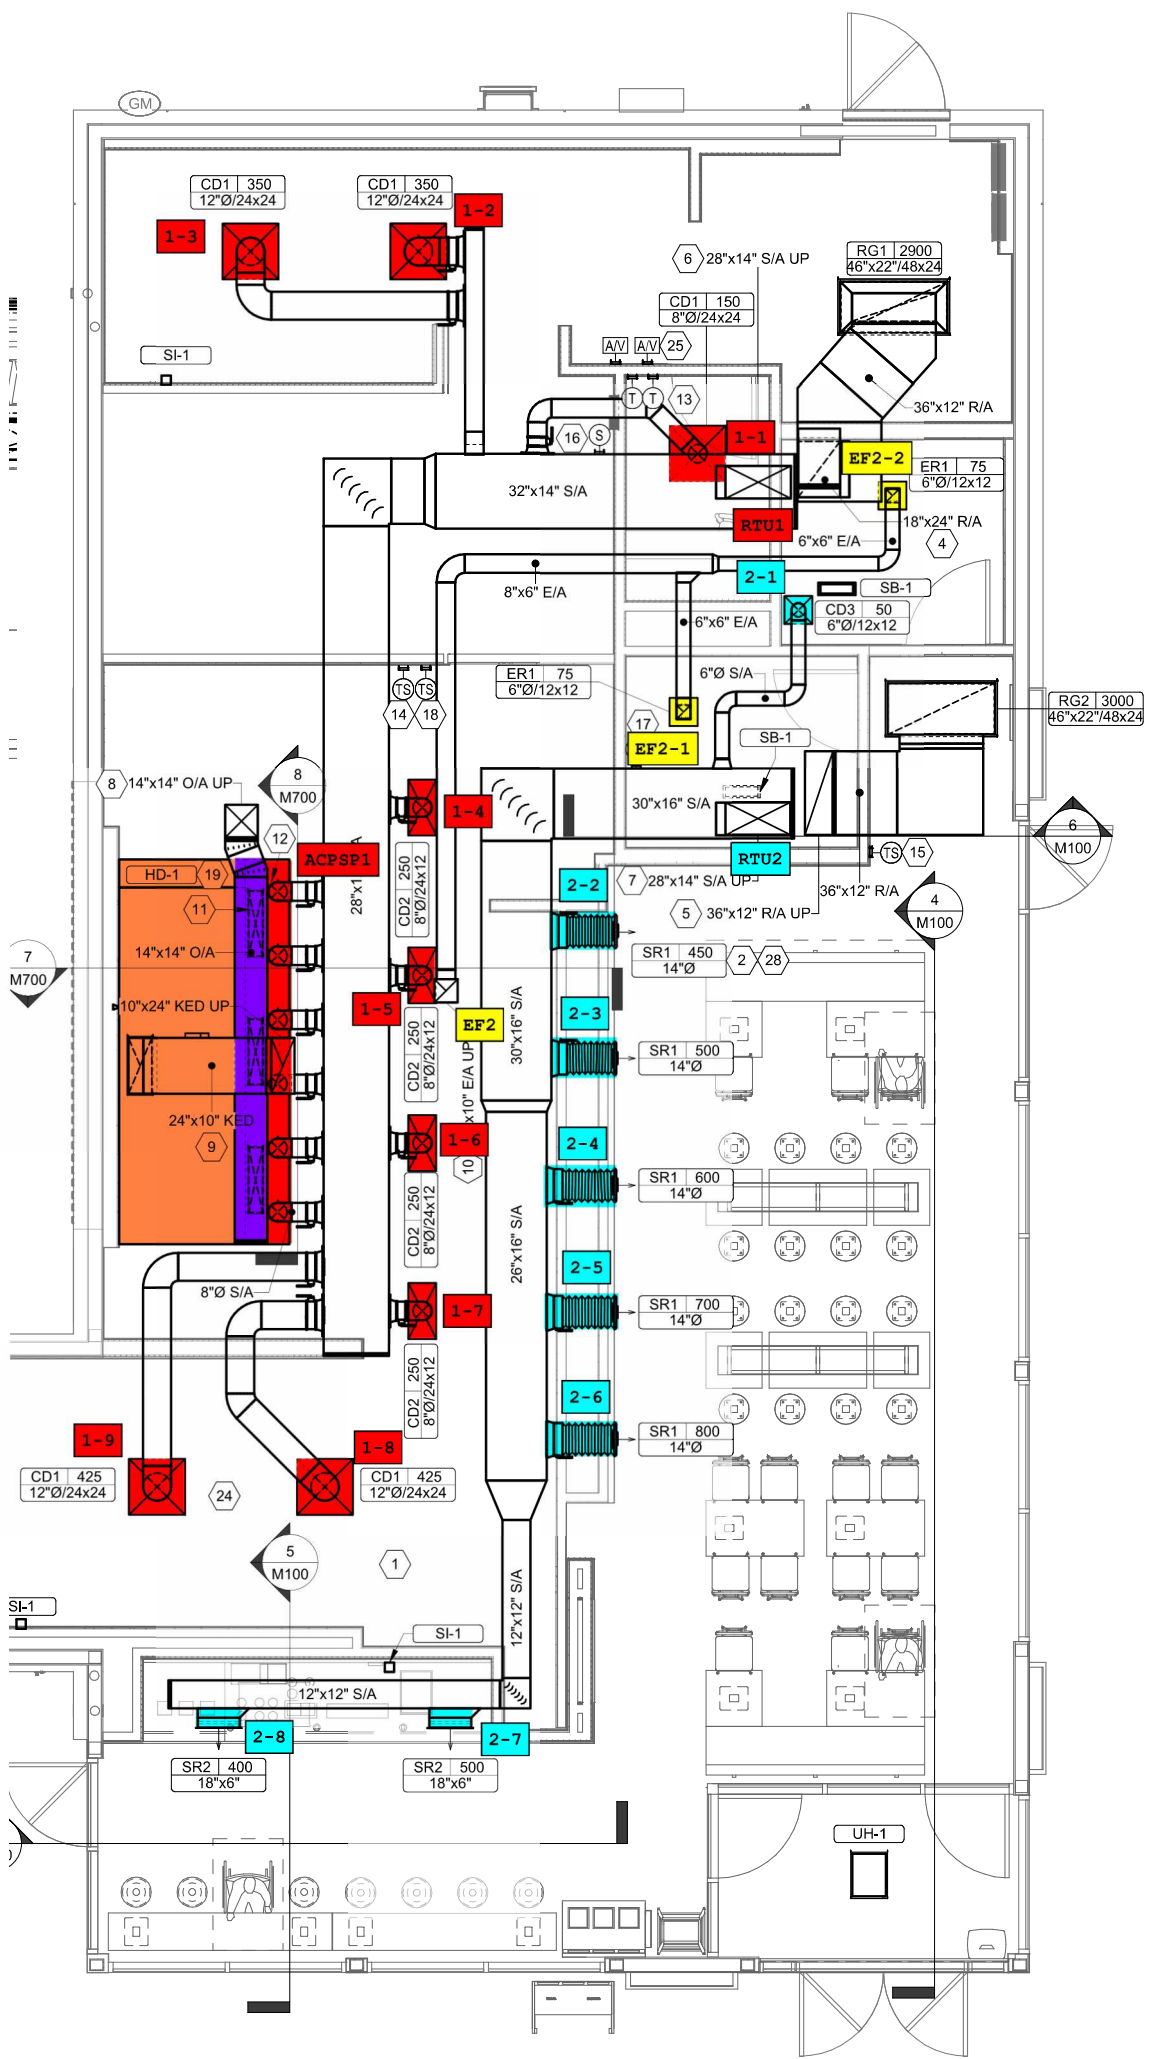 GM
CD1 350
12"Ø/24x24
CD1 350
12"Ø/24x24
1-2
1-3
6
28"x14" S/A UP
RG1 2900
46"x22"/48x24
CD1 150
8"Ø/24x24
SI-1
A/V
A/V
25
36"x12" R/A
T
T
13
16
S
1-1
EF2-2
ER1 75
6"Ø/12x12
32"x14" S/A
RTU1
18"x24" R/A
6"x6" E/A
4
8"x6" E/A
2-1
SB-1
CD3 50
6"Ø/12x12
6"x6" E/A
ER1 75
6"Ø/12x12
6"Ø S/A
TS
TS
14
18
17
RG2 3000
46"x22"/48x24
EF2-1
SB-1
8
14"x14" O/A UP
8
M700
30"x16" S/A
1-4
6
M100
12
ACPSP1
RTU2
TS
15
HD-1
19
28"x1
A
CD2 250
8"Ø/24x12
2-2
7
28"x14" S/A UP
36"x12" R/A
11
5
36"x12" R/A UP
4
M100
14"x14" O/A
SR1 450
14"Ø
2
28
7
M700
1-5
10"x24" KED UP
EF2
30"x16" S/A
2-3
CD2 250
8"Ø/24x12
x10" E/A UP
SR1 500
14"Ø
24"x10" KED
9
1-6
10
2-4
CD2 250
8"Ø/24x12
SR1 600
14"Ø
26"x16" S/A
2-5
8"Ø S/A
1-7
SR1 700
14"Ø
CD2 250
8"Ø/24x12
2-6
1-9
1-8
SR1 800
14"Ø
CD1 425
12"Ø/24x24
24
CD1 425
12"Ø/24x24
5
M100
1
12"x12" S/A
SI-1
SI-1
12"x12" S/A
2-8
2-7
SR2 400
18"x6"
SR2 500
18"x6"
UH-1